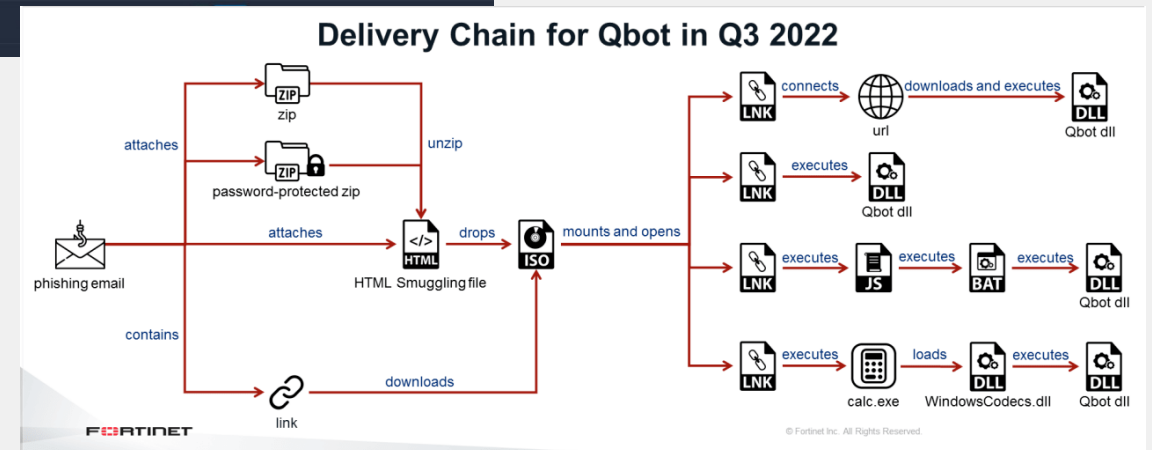 Delivery Chain for Qbot in Q3 2022
ZIP
zip
attaches
unzip
ZIP
password-protected zip
phishing email
attaches
</>
HTML
HTML Smuggling file
drops
ISO
mounts and opens
contains
link
downloads
LNK
connects
url
downloads and executes
DLL
Qbot dll
LNK
executes
DLL
Qbot dll
LNK
executes
JS
executes
BAT
executes
DLL
Qbot dll
LNK
executes
calc.exe
loads
DLL
WindowsCodecs.dll
executes
DLL
Qbot dll
FORTINET
© Fortinet Inc. All Rights Reserved.